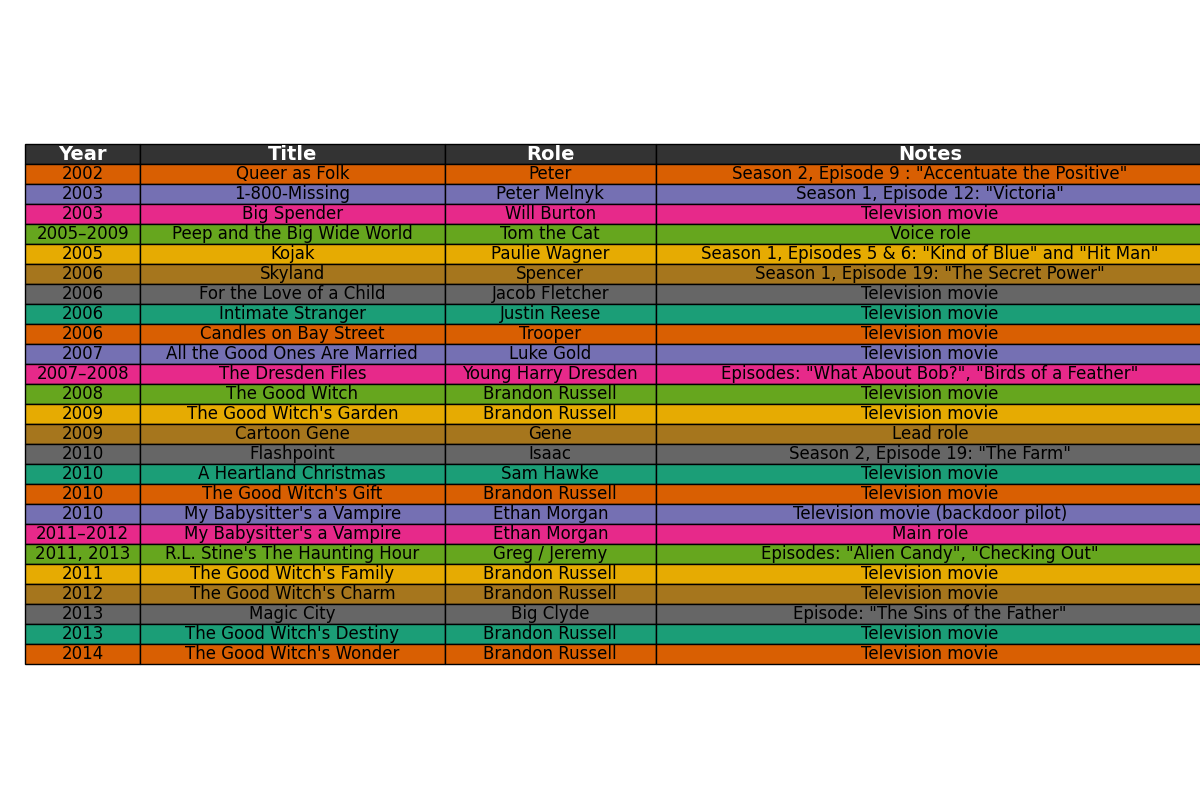 Year Title Role Notes
2002 Queer as Folk Peter Season 2, Episode 9 : "Accentuate the Positive"
2003 1-800-Missing Peter Melnyk Season 1, Episode 12: "Victoria"
2003 Big Spender Will Burton Television movie
2005–2009 Peep and the Big Wide World Tom the Cat Voice role
2005 Kojak Paulie Wagner Season 1, Episodes 5 & 6: "Kind of Blue" and "Hit Man"
2006 Skyland Spencer Season 1, Episode 19: "The Secret Power"
2006 For the Love of a Child Jacob Fletcher Television movie
2006 Intimate Stranger Justin Reese Television movie
2006 Candles on Bay Street Trooper Television movie
2007 All the Good Ones Are Married Luke Gold Television movie
2007–2008 The Dresden Files Young Harry Dresden Episodes: "What About Bob?", "Birds of a Feather"
2008 The Good Witch Brandon Russell Television movie
2009 The Good Witch's Garden Brandon Russell Television movie
2009 Cartoon Gene Gene Lead role
2010 Flashpoint Isaac Season 2, Episode 19: "The Farm"
2010 A Heartland Christmas Sam Hawke Television movie
2010 The Good Witch's Gift Brandon Russell Television movie
2010 My Babysitter's a Vampire Ethan Morgan Television movie (backdoor pilot)
2011–2012 My Babysitter's a Vampire Ethan Morgan Main role
2011, 2013 R.L. Stine's The Haunting Hour Greg / Jeremy Episodes: "Alien Candy", "Checking Out"
2011 The Good Witch's Family Brandon Russell Television movie
2012 The Good Witch's Charm Brandon Russell Television movie
2013 Magic City Big Clyde Episode: "The Sins of the Father"
2013 The Good Witch's Destiny Brandon Russell Television movie
2014 The Good Witch's Wonder Brandon Russell Television movie